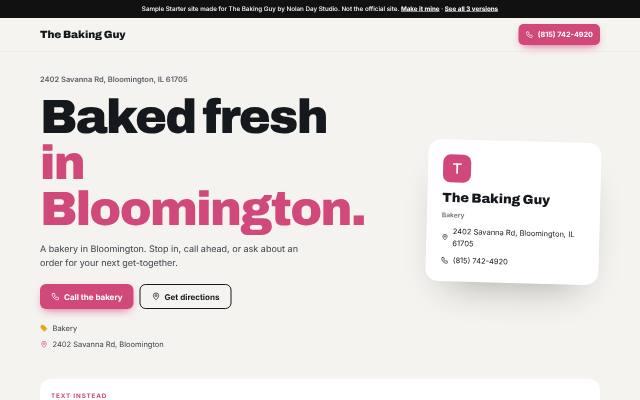 Sample Starter site made for The Baking Guy by Nolan Day Studio. Not the official site. Make it mine · See all 3 versions
The Baking Guy
(815) 742-4920
2402 Savanna Rd, Bloomington, IL 61705
Baked fresh
in
Bloomington.
A bakery in Bloomington. Stop in, call ahead, or ask about an
order for your next get-together.
Call the bakery
Get directions
Bakery
2402 Savanna Rd, Bloomington
T
The Baking Guy
Bakery
2402 Savanna Rd, Bloomington, IL
61705
(815) 742-4920
TEXT INSTEAD